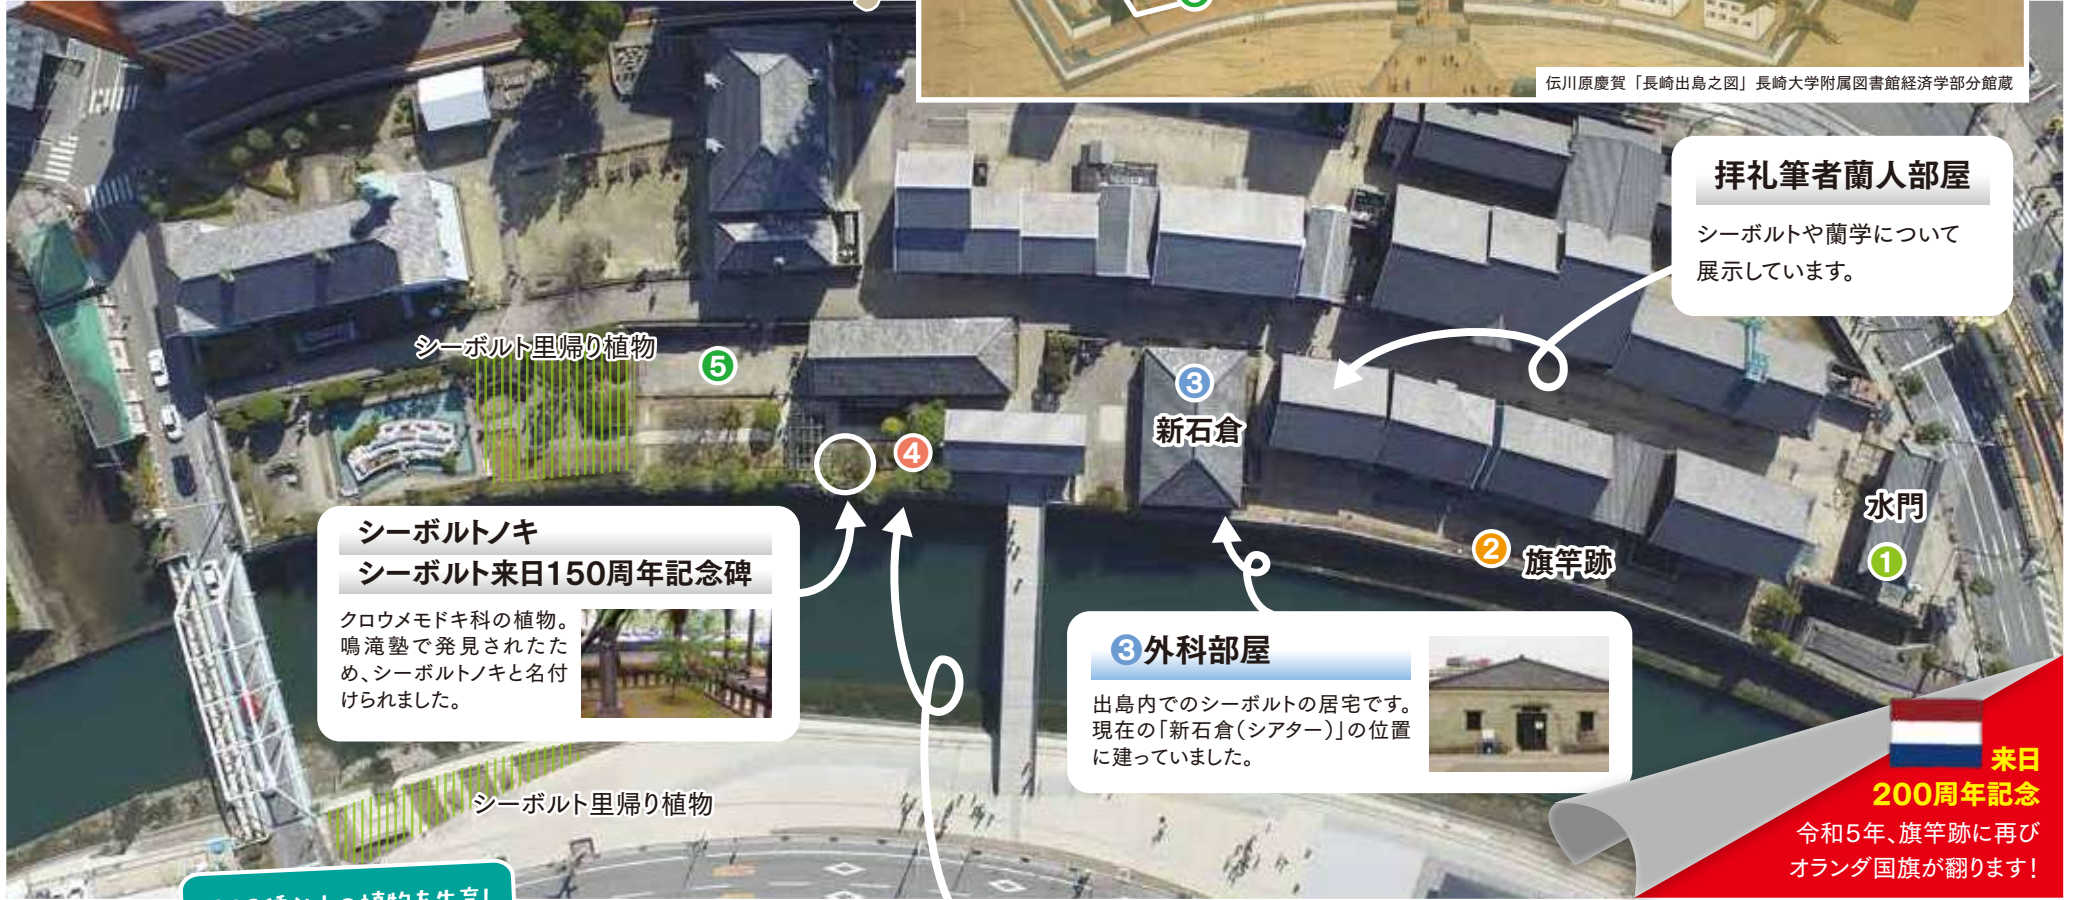 伝川原慶賀「長崎出島之図」長崎大学附属図書館経済学部分館蔵
拝礼筆者蘭人部屋
シーボルトや蘭学について
展示しています。
シーボルト里帰り植物
5
3
新石倉
4
水門
1
2
旗竿跡
シーボルトノキ
シーボルト来日150周年記念碑
クロウメモドキ科の植物。
鳴滝塾で発見されたた
め、シーボルトノキと名付
けられました。
3外科部屋
出島内でのシーボルトの居宅です。
現在の「新石倉(シアター)」の位置
に建っていました。
シーボルト里帰り植物
来日
200周年記念
令和5年、旗竿跡に再び
オランダ国旗が翻ります!